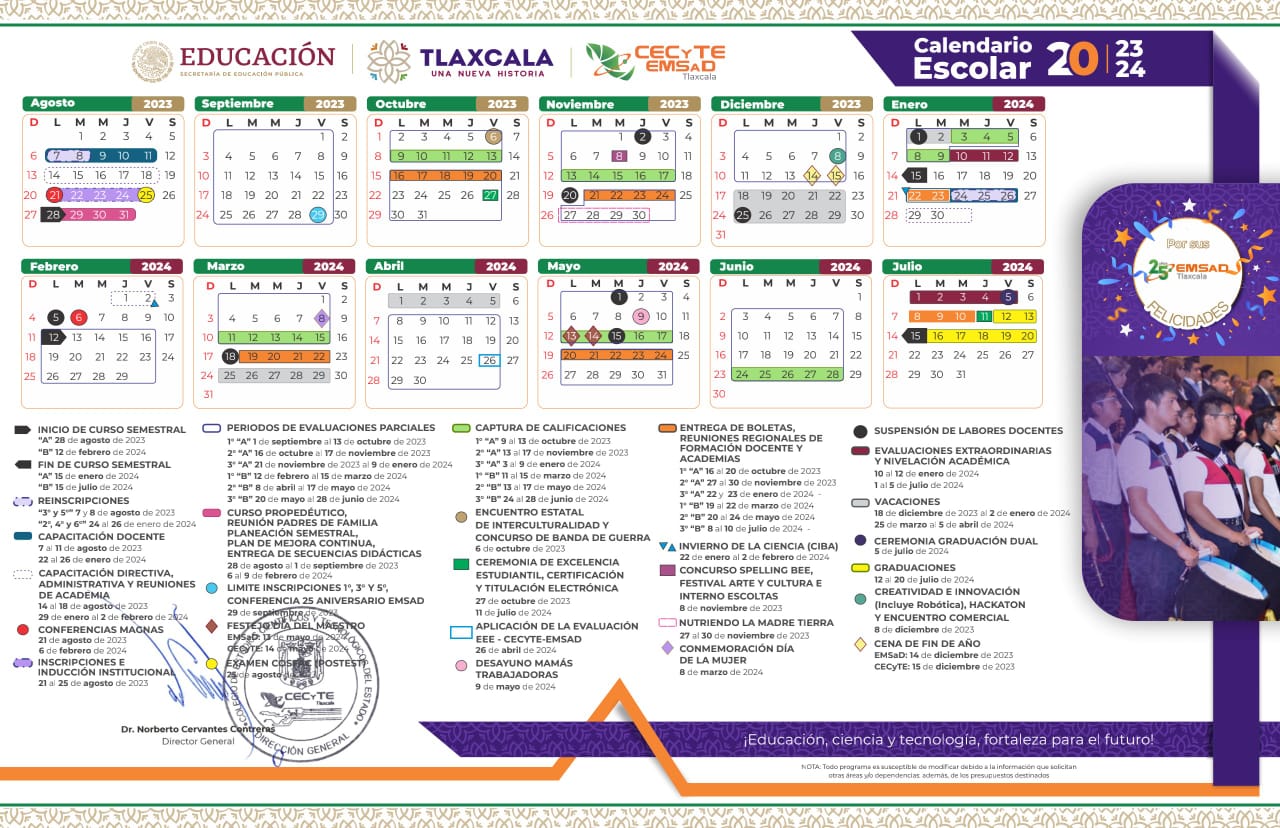 EDUCACIÓN
SECRETARÍA DE EDUCACIÓN PÚBLICA
TLAXCALA
UNA NUEVA HISTORIA
CECyTE
EMSaD
Tlaxcala
Calendario
Escolar
20 23
24
Agosto 2023
D L M M J V S
1 2 3 4 5
6 7 8 9 10 11 12
13 14 15 16 17 18 19
20 21 22 23 24 25 26
27 28 29 30 31
Septiembre 2023
D L M M J V S
1 2
3 4 5 6 7 8 9
10 11 12 13 14 15 16
17 18 19 20 21 22 23
24 25 26 27 28 29 30
Octubre 2023
D L M M J V S
1 2 3 4 5 6 7
8 9 10 11 12 13 14
15 16 17 18 19 20 21
22 23 24 25 26 27 28
29 30 31
Noviembre 2023
D L M M J V S
1 2 3 4
5 6 7 8 9 10 11
12 13 14 15 16 17 18
19 20 21 22 23 24 25
26 27 28 29 30
Diciembre 2023
D L M M J V S
1 2
3 4 5 6 7 8 9
10 11 12 13 14 15 16
17 18 19 20 21 22 23
24 25 26 27 28 29 30
31
Enero 2024
D L M M J V S
1 2 3 4 5 6
7 8 9 10 11 12 13
14 15 16 17 18 19 20
21 22 23 24 25 26 27
28 29 30
Febrero 2024
D L M M J V S
1 2 3
4 5 6 7 8 9 10
11 12 13 14 15 16 17
18 19 20 21 22 23 24
25 26 27 28 29
Marzo 2024
D L M M J V S
1 2
3 4 5 6 7 8 9
10 11 12 13 14 15 16
17 18 19 20 21 22 23
24 25 26 27 28 29 30
31
Abril 2024
D L M M J V S
1 2 3 4 5 6
7 8 9 10 11 12 13
14 15 16 17 18 19 20
21 22 23 24 25 26 27
28 29 30
Mayo 2024
D L M M J V S
1 2 3 4
5 6 7 8 9 10 11
12 13 14 15 16 17 18
19 20 21 22 23 24 25
26 27 28 29 30 31
Junio 2024
D L M M J V S
1
2 3 4 5 6 7 8
9 10 11 12 13 14 15
16 17 18 19 20 21 22
23 24 25 26 27 28 29
30
Julio 2024
D L M M J V S
1 2 3 4 5 6
7 8 9 10 11 12 13
14 15 16 17 18 19 20
21 22 23 24 25 26 27
28 29 30 31
Por sus
25 EMSAD
Tlaxcala
FELICIDADES
INICIO DE CURSO SEMESTRAL
"A" 28 de agosto de 2023
"B" 12 de febrero de 2024
FIN DE CURSO SEMESTRAL
"A" 15 de enero de 2024
"B" 15 de julio de 2024
REINSCRIPCIONES
"3° y 5°" 7 y 8 de agosto de 2023
"2°, 4° y 6°" 24 al 26 de enero de 2024
CAPACITACIÓN DOCENTE
7 al 11 de agosto de 2023
22 al 26 de enero de 2024
CAPACITACIÓN DIRECTIVA,
ADMINISTRATIVA Y REUNIONES
DE ACADEMIA
14 al 18 de agosto de 2023
29 de enero al 2 de febrero de 2024
CONFERENCIAS MAGNAS
21 de agosto de 2023
6 de febrero de 2024
INSCRIPCIONES E
INDUCCIÓN INSTITUCIONAL
21 al 25 de agosto de 2023
PERIODOS DE EVALUACIONES PARCIALES
1° "A" 1 de septiembre al 13 de octubre de 2023
2° "A" 16 de octubre al 17 de noviembre de 2023
3° "A" 21 de noviembre de 2023 al 9 de enero de 2024
1° "B" 12 de febrero al 15 de marzo de 2024
2° "B" 8 de abril al 17 de mayo de 2024
3° "B" 20 de mayo al 28 de junio de 2024
CURSO PROPEDÉUTICO,
REUNIÓN PADRES DE FAMILIA
PLANEACIÓN SEMESTRAL,
PLAN DE MEJORA CONTINUA,
ENTREGA DE SECUENCIAS DIDÁCTICAS
28 de agosto al 1 de septiembre de 2023
6 al 9 de febrero de 2024
LIMITE INSCRIPCIONES 1°, 3° Y 5°,
CONFERENCIA 25 ANIVERSARIO EMSAD
29 de septiembre de 2023
FESTEJO DÍA DEL MAESTRO
EMSaD: 13 de mayo de 2024
CECyTE: 14 de mayo de 2024
EXAMEN COSFAC (POSTEST)
25 de agosto de 2023
CAPTURA DE CALIFICACIONES
1° "A" 9 al 13 de octubre de 2023
2° "A" 13 al 17 de noviembre de 2023
3° "A" 3 al 9 de enero de 2024
1° "B" 11 al 15 de marzo de 2024
2° "B" 13 al 17 de mayo de 2024
3° "B" 24 al 28 de junio de 2024
ENCUENTRO ESTATAL
DE INTERCULTURALIDAD Y
CONCURSO DE BANDA DE GUERRA
6 de octubre de 2023
CEREMONIA DE EXCELENCIA
ESTUDIANTIL, CERTIFICACIÓN
Y TITULACIÓN ELECTRÓNICA
27 de octubre de 2023
11 de julio de 2024
APLICACIÓN DE LA EVALUACIÓN
EEE - CECyTE-EMSAD
26 de abril de 2024
DESAYUNO MAMÁS
TRABAJADORAS
9 de mayo de 2024
ENTREGA DE BOLETAS,
REUNIONES REGIONALES DE
FORMACIÓN DOCENTE Y
ACADEMIAS
1° "A" 16 al 20 de octubre de 2023
2° "A" 27 al 30 de noviembre de 2023
3° "A" 22 y 23 de enero de 2024 -
1° "B" 19 al 22 de marzo de 2024
2° "B" 20 al 24 de mayo de 2024
3° "B" 8 al 10 de julio de 2024 -
INVIERNO DE LA CIENCIA (CIBA)
22 de enero al 2 de febrero de 2024
CONCURSO SPELLING BEE,
FESTIVAL ARTE Y CULTURA E
INTERNO ESCOLTAS
8 de noviembre de 2023
NUTRIENDO LA MADRE TIERRA
27 al 30 de noviembre de 2023
CONMEMORACIÓN DÍA
DE LA MUJER
8 de marzo de 2024
SUSPENSIÓN DE LABORES DOCENTES
EVALUACIONES EXTRAORDINARIAS
Y NIVELACIÓN ACADÉMICA
10 al 12 de enero de 2024
1 al 5 de julio de 2024
VACACIONES
18 de diciembre de 2023 al 2 de enero de 2024
25 de marzo al 5 de abril de 2024
CEREMONIA GRADUACIÓN DUAL
5 de julio de 2024
GRADUACIONES
12 al 20 de julio de 2024
CREATIVIDAD E INNOVACIÓN
(Incluye Robótica), HACKATON
Y ENCUENTRO COMERCIAL
8 de diciembre de 2023
CENA DE FIN DE AÑO
EMSaD: 14 de diciembre de 2023
CECyTE: 15 de diciembre de 2023
CECyTE
Tlaxcala
DIRECCIÓN GENERAL
Dr. Norberto Cervantes Contreras
Director General
¡Educación, ciencia y tecnología, fortaleza para el futuro!
NOTA: Todo programa es susceptible de modificar debido a la información que solicitan
otras áreas y/o dependencias: además, de los presupuestos destinados